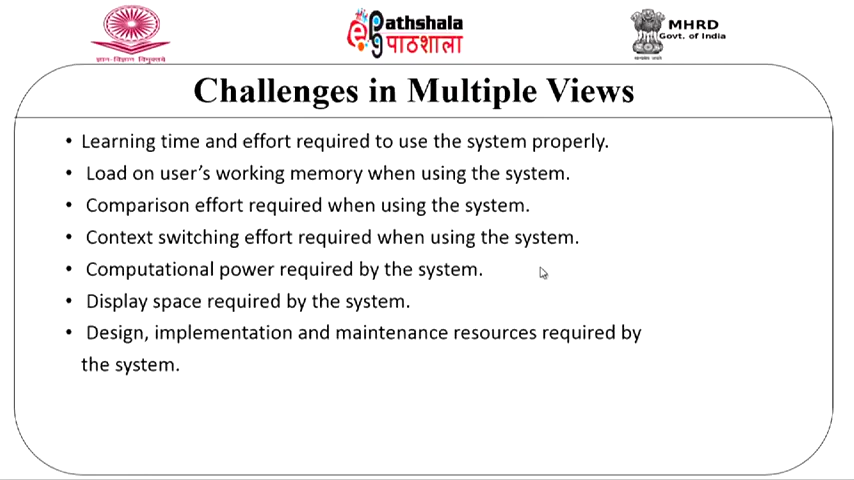 ज्ञान-विज्ञान विमुक्तये
ePathshala
पाठशाला
MHRD
Govt. of India
Challenges in Multiple Views
• Learning time and effort required to use the system properly.
• Load on user’s working memory when using the system.
• Comparison effort required when using the system.
• Context switching effort required when using the system.
• Computational power required by the system.
• Display space required by the system.
• Design, implementation and maintenance resources required by
the system.